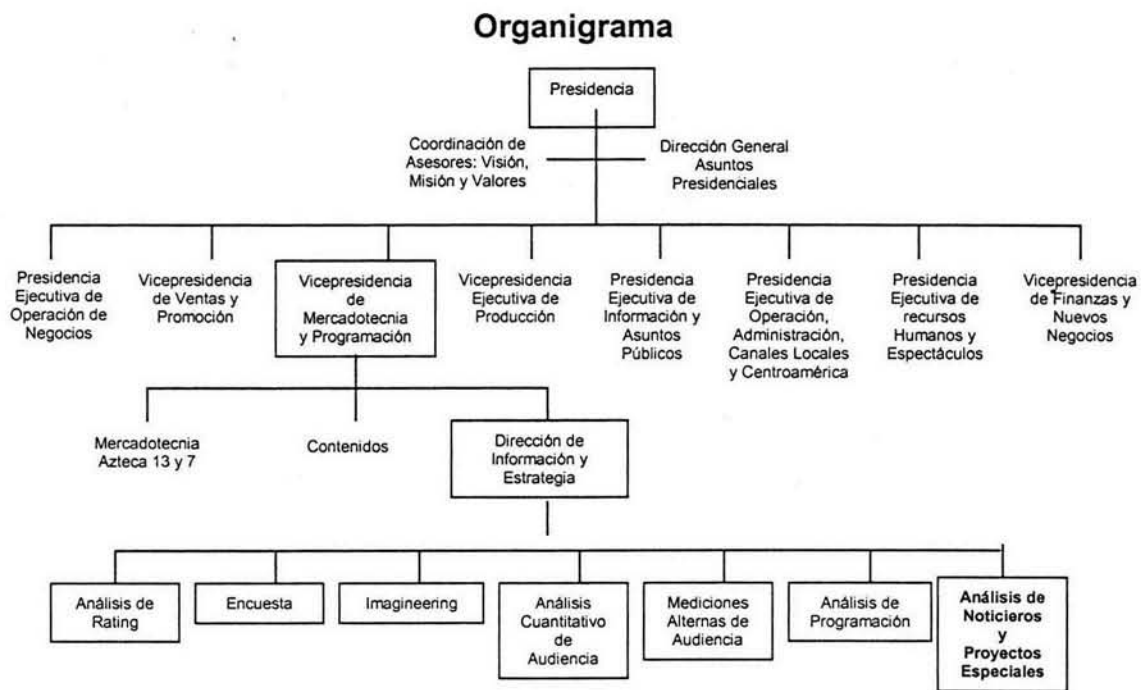 Organigrama
Presidencia
Coordinación de
Asesores: Visión,
Misión y Valores
Dirección General
Asuntos
Presidenciales
Presidencia
Ejecutiva de
Operación de
Negocios
Vicepresidencia
de Ventas y
Promoción
Vicepresidencia
de
Mercadotecnia
y Programación
Vicepresidencia
Ejecutiva de
Producción
Presidencia
Ejecutiva de
Información y
Asuntos
Públicos
Presidencia
Ejecutiva de
Operación,
Administración,
Canales Locales
y Centroamérica
Presidencia
Ejecutiva de
recursos
Humanos y
Espectáculos
Vicepresidencia
de Finanzas y
Nuevos
Negocios
Mercadotecnia
Azteca 13 y 7
Contenidos
Dirección de
Información y
Estrategia
Análisis de
Rating
Encuesta
Imagineering
Análisis
Cuantitativo
de
Audiencia
Mediciones
Alternas de
Audiencia
Análisis de
Programación
Análisis de
Noticieros
y
Proyectos
Especiales